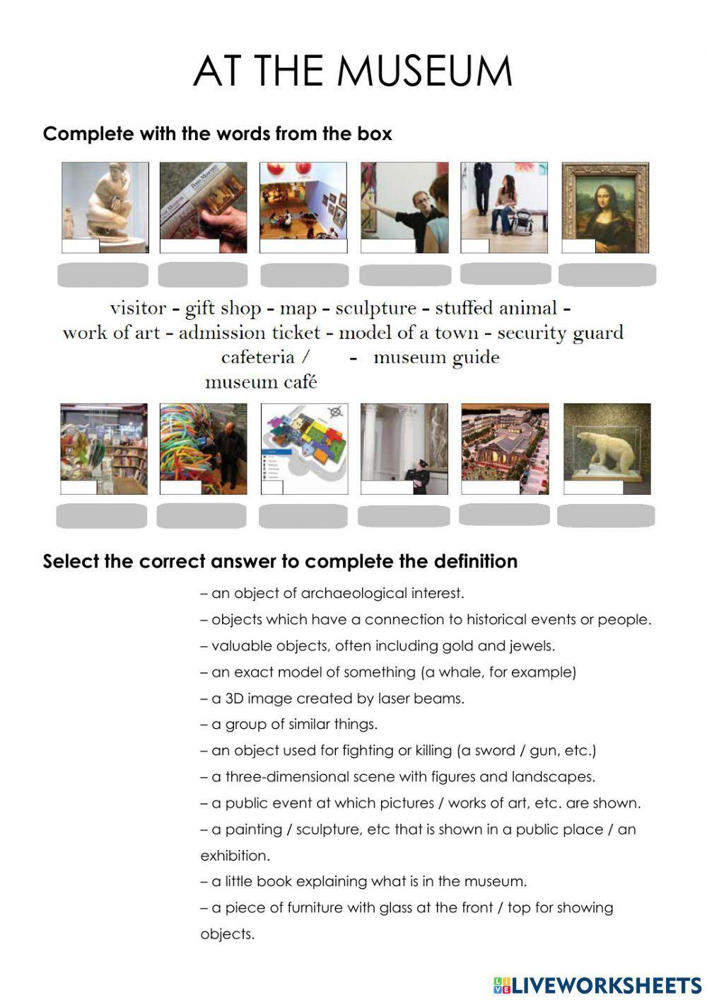 AT THE MUSEUM
Complete with the words from the box
Penn Museum
visitor - gift shop - map - sculpture - stuffed animal -
work of art - admission ticket - model of a town - security guard
cafeteria / - museum guide
museum café
Select the correct answer to complete the definition
– an object of archaeological interest.
– objects which have a connection to historical events or people.
– valuable objects, often including gold and jewels.
– an exact model of something (a whale, for example)
– a 3D image created by laser beams.
– a group of similar things.
– an object used for fighting or killing (a sword / gun, etc.)
– a three-dimensional scene with figures and landscapes.
– a public event at which pictures / works of art, etc. are shown.
– a painting / sculpture, etc that is shown in a public place / an
exhibition.
– a little book explaining what is in the museum.
– a piece of furniture with glass at the front / top for showing
objects.
LIVE LIVEWORKSHEETS